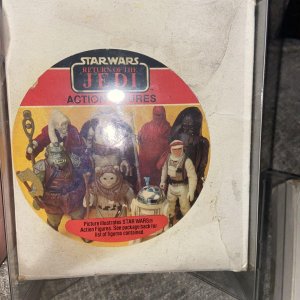 STAR WARS
RETURN OF THE
JEDI
ACTION FIGURES
Picture illustrates STAR WARS
Action Figures. See package back for
list of figures contained.